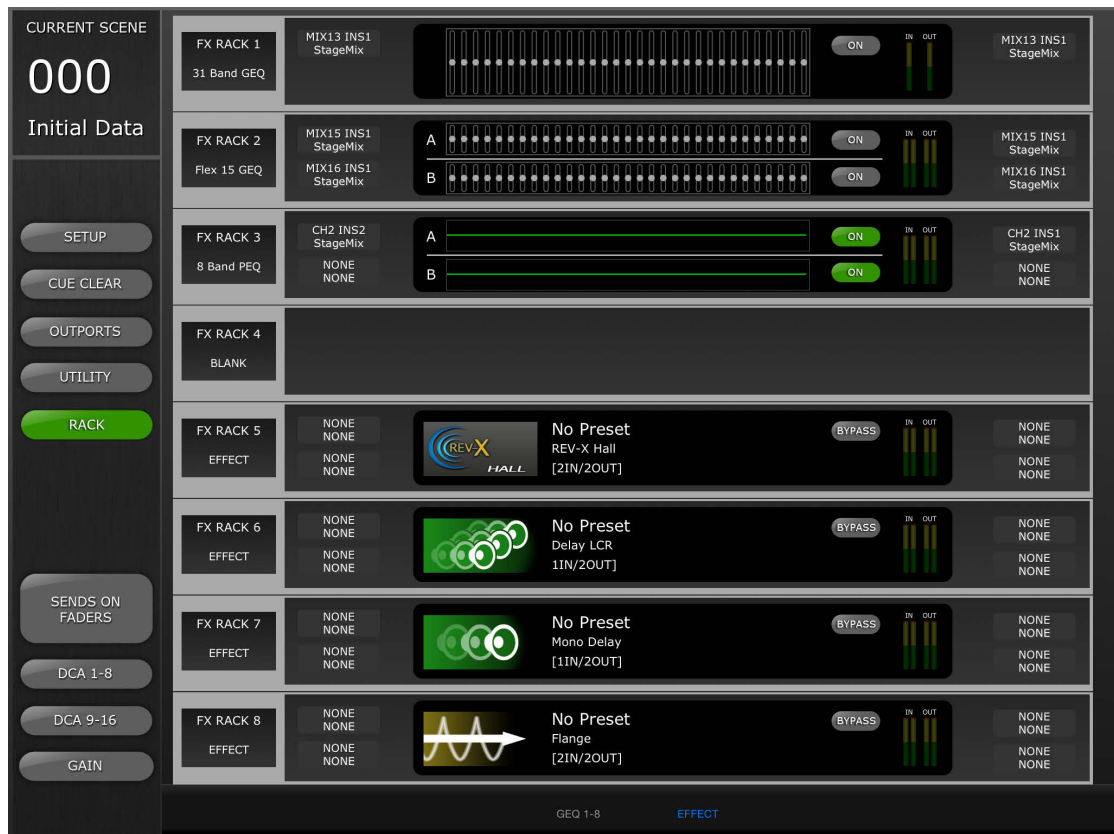 CURRENT SCENE
000
Initial Data
SETUP
CUE CLEAR
OUTPORTS
UTILITY
RACK
SENDS ON
FADERS
DCA 1-8
DCA 9-16
GAIN
FX RACK 1
31 Band GEQ
MIX13 INS1
StageMix
ON
IN OUT
MIX13 INS1
StageMix
FX RACK 2
Flex 15 GEQ
MIX15 INS1
StageMix
MIX16 INS1
StageMix
A
B
ON
ON
IN OUT
MIX15 INS1
StageMix
MIX16 INS1
StageMix
FX RACK 3
8 Band PEQ
CH2 INS2
StageMix
NONE
NONE
A
B
ON
ON
IN OUT
CH2 INS1
StageMix
NONE
NONE
FX RACK 4
BLANK
FX RACK 5
EFFECT
NONE
NONE
NONE
NONE
REV-X
HALL
No Preset
REV-X Hall
[2IN/2OUT]
BYPASS
IN OUT
NONE
NONE
NONE
NONE
FX RACK 6
EFFECT
NONE
NONE
NONE
NONE
No Preset
Delay LCR
1IN/2OUT]
BYPASS
IN OUT
NONE
NONE
NONE
NONE
FX RACK 7
EFFECT
NONE
NONE
NONE
NONE
No Preset
Mono Delay
[1IN/2OUT]
BYPASS
IN OUT
NONE
NONE
NONE
NONE
FX RACK 8
EFFECT
NONE
NONE
NONE
NONE
No Preset
Flange
[2IN/2OUT]
BYPASS
IN OUT
NONE
NONE
NONE
NONE
GEQ 1-8
EFFECT